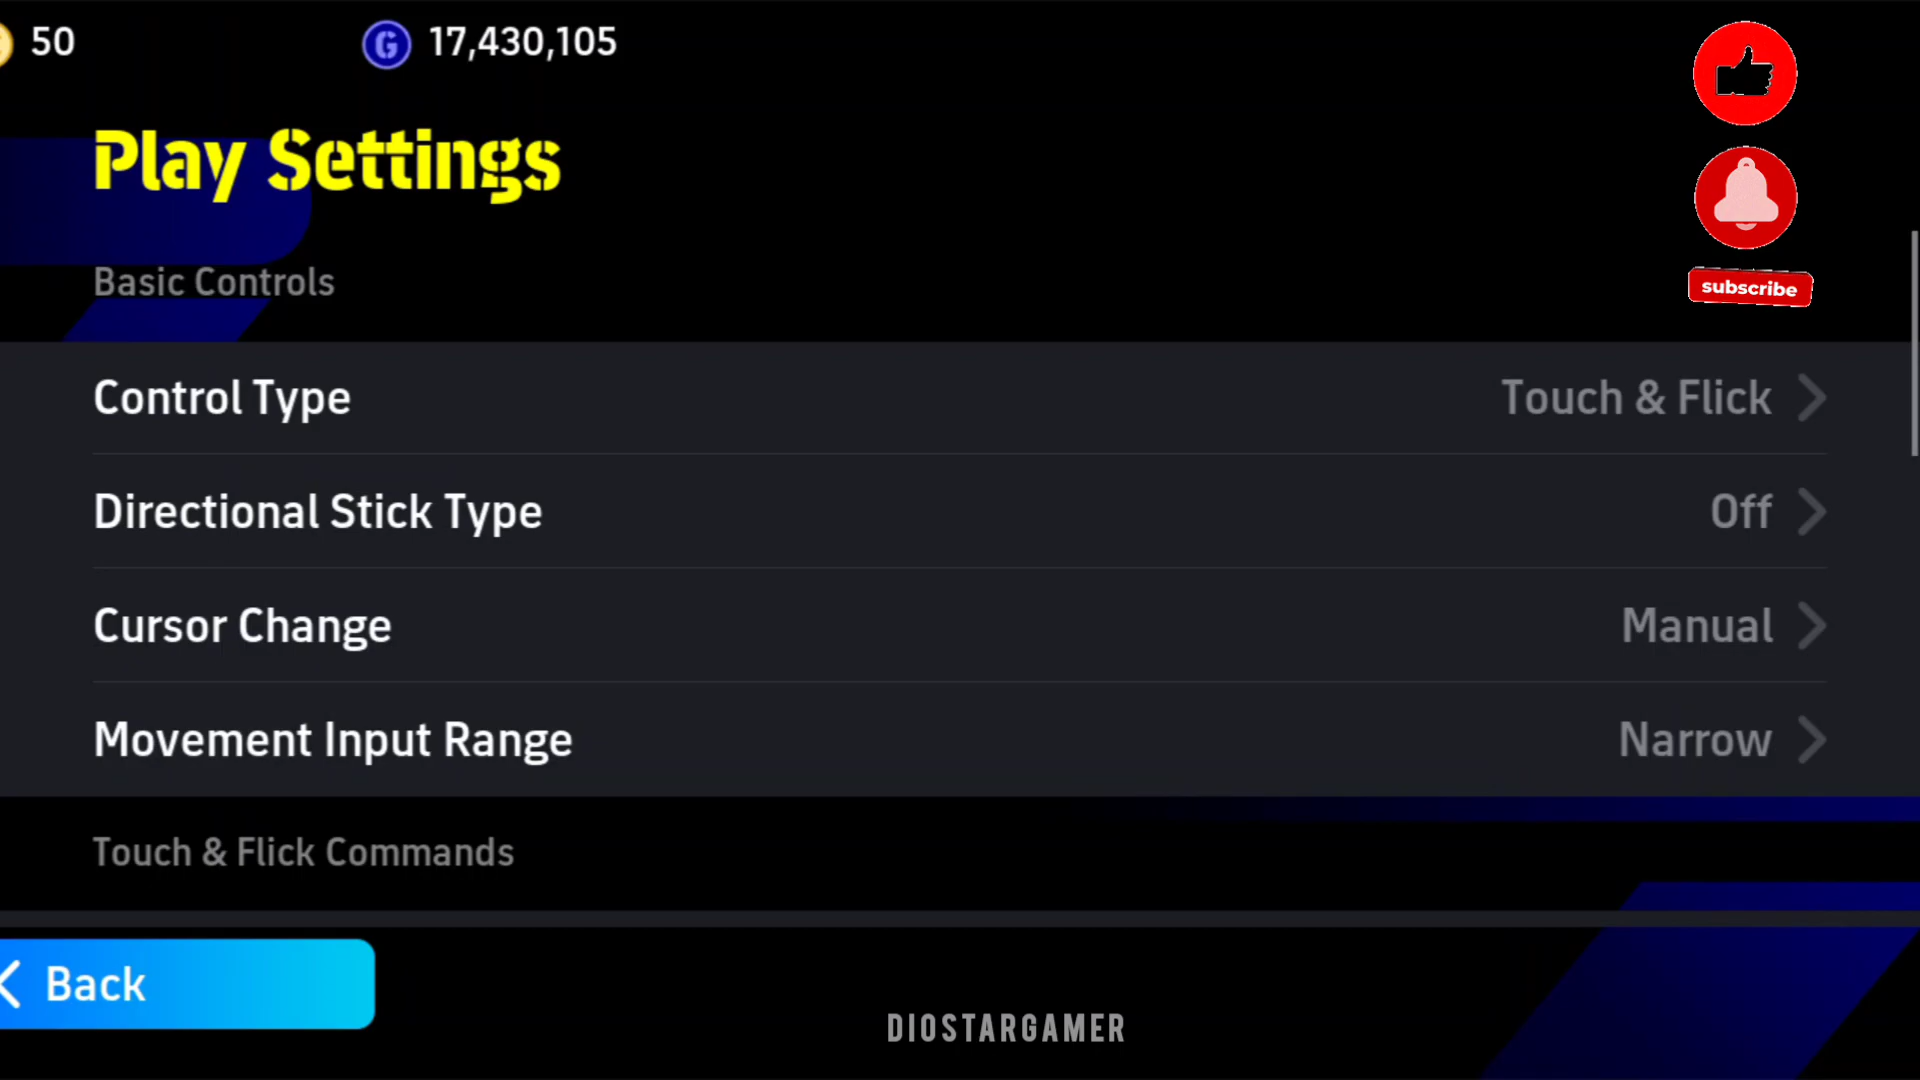 50
G 17,430,105
Play Settings
subscribe
Basic Controls
Control Type Touch & Flick
Directional Stick Type Off
Cursor Change Manual
Movement Input Range Narrow
Touch & Flick Commands
Back
DIOSTARGAMER